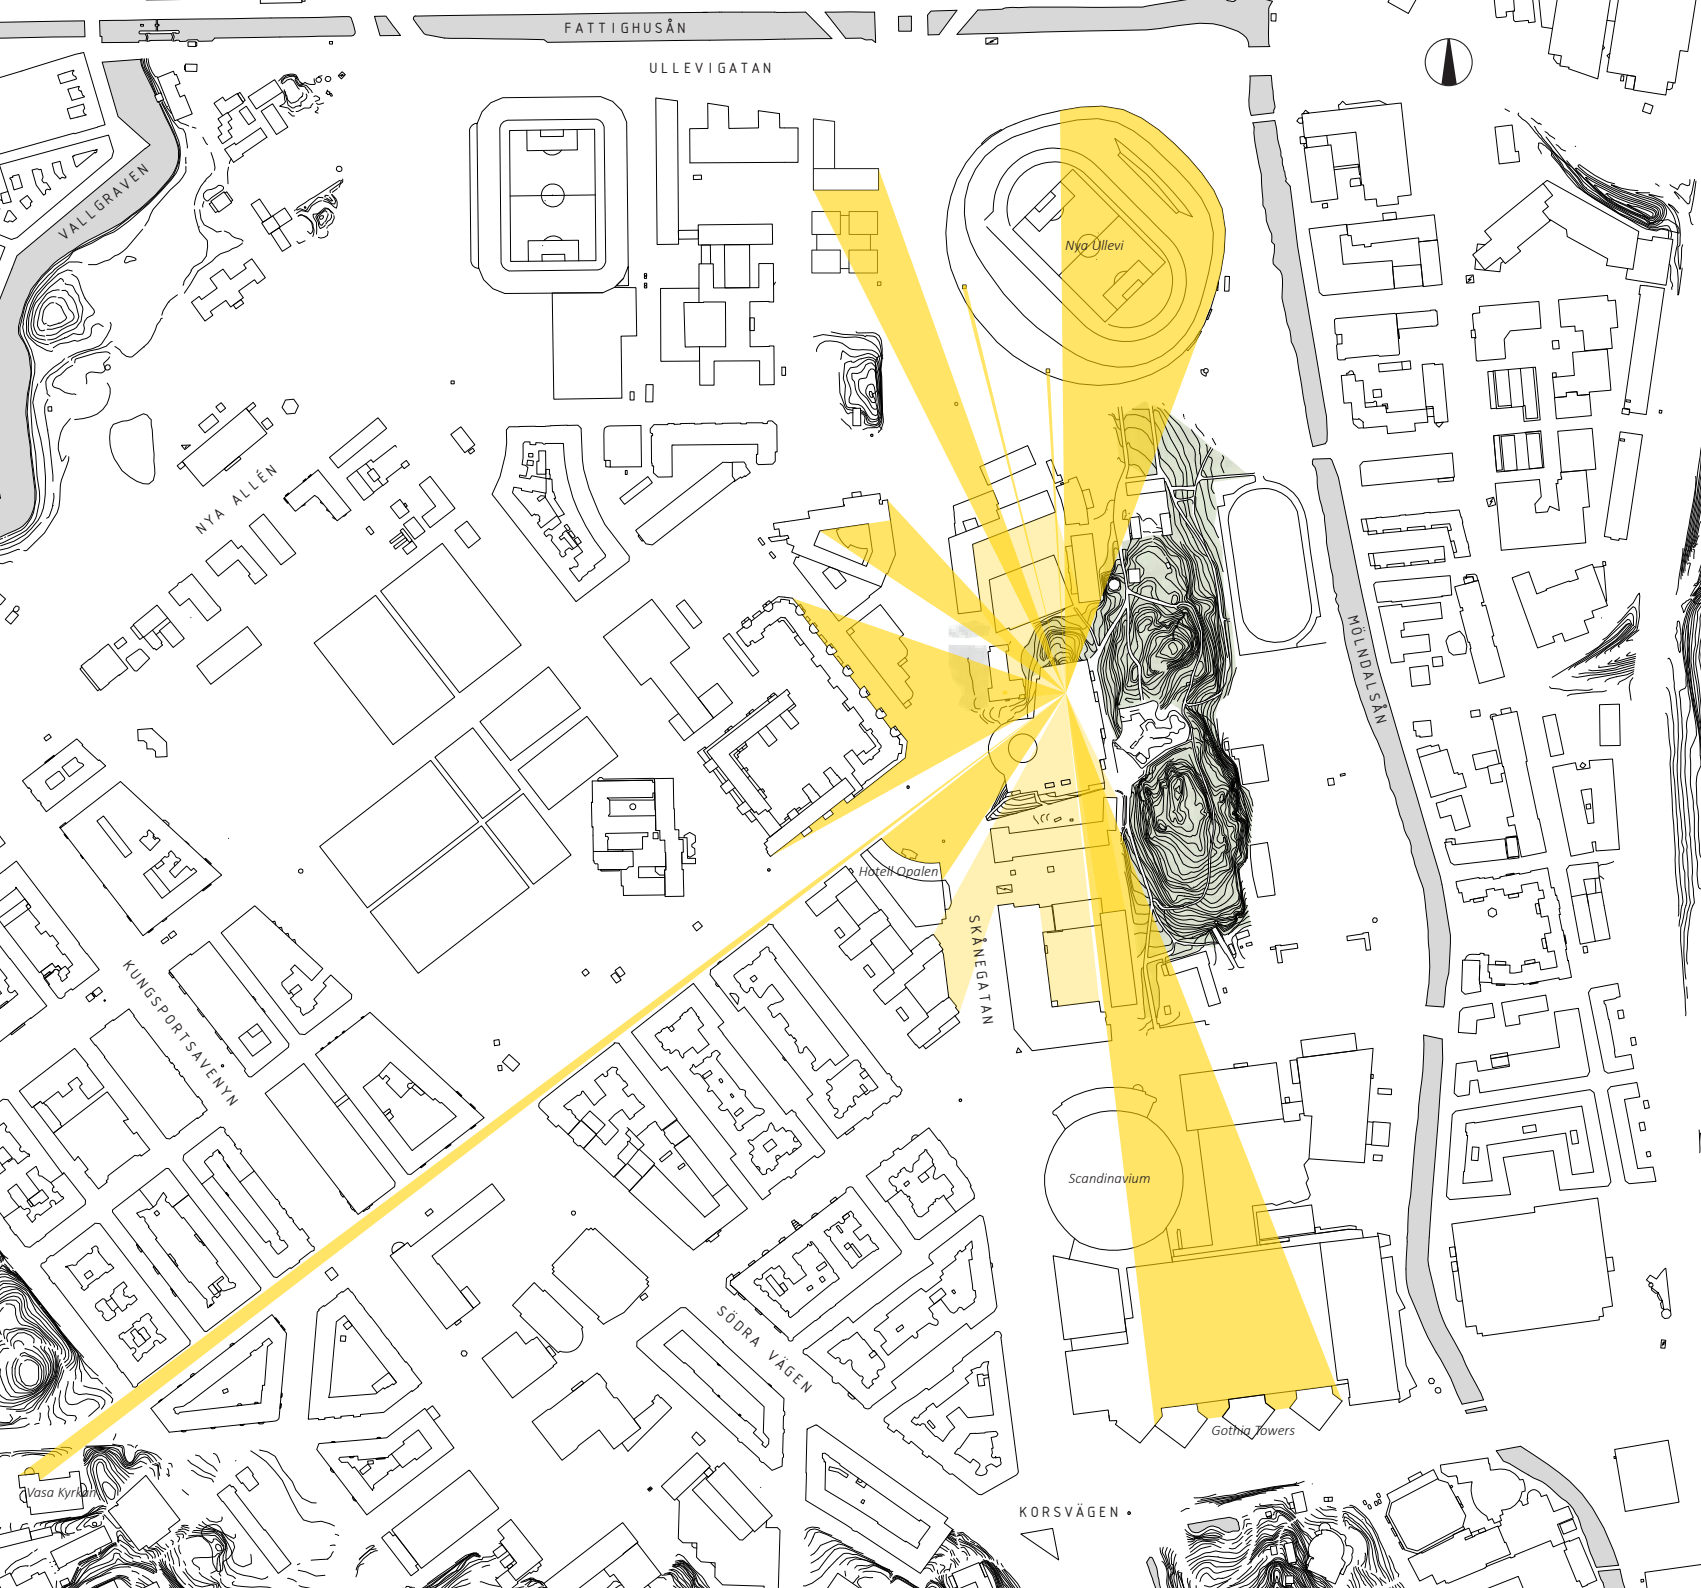 FATTIGHUSÅN
ULLEVIGATAN
VALLGRAVEN
Nya Ullevi
NYA ALLÉN
MÖLNDALSÅN
Hotell Opalen
SKÅNEGATAN
KUNGSPORTSAVENYN
Scandinavium
SÖDRA VÄGEN
Gothia Towers
Vasa Kyrkan
KORSVÄGEN